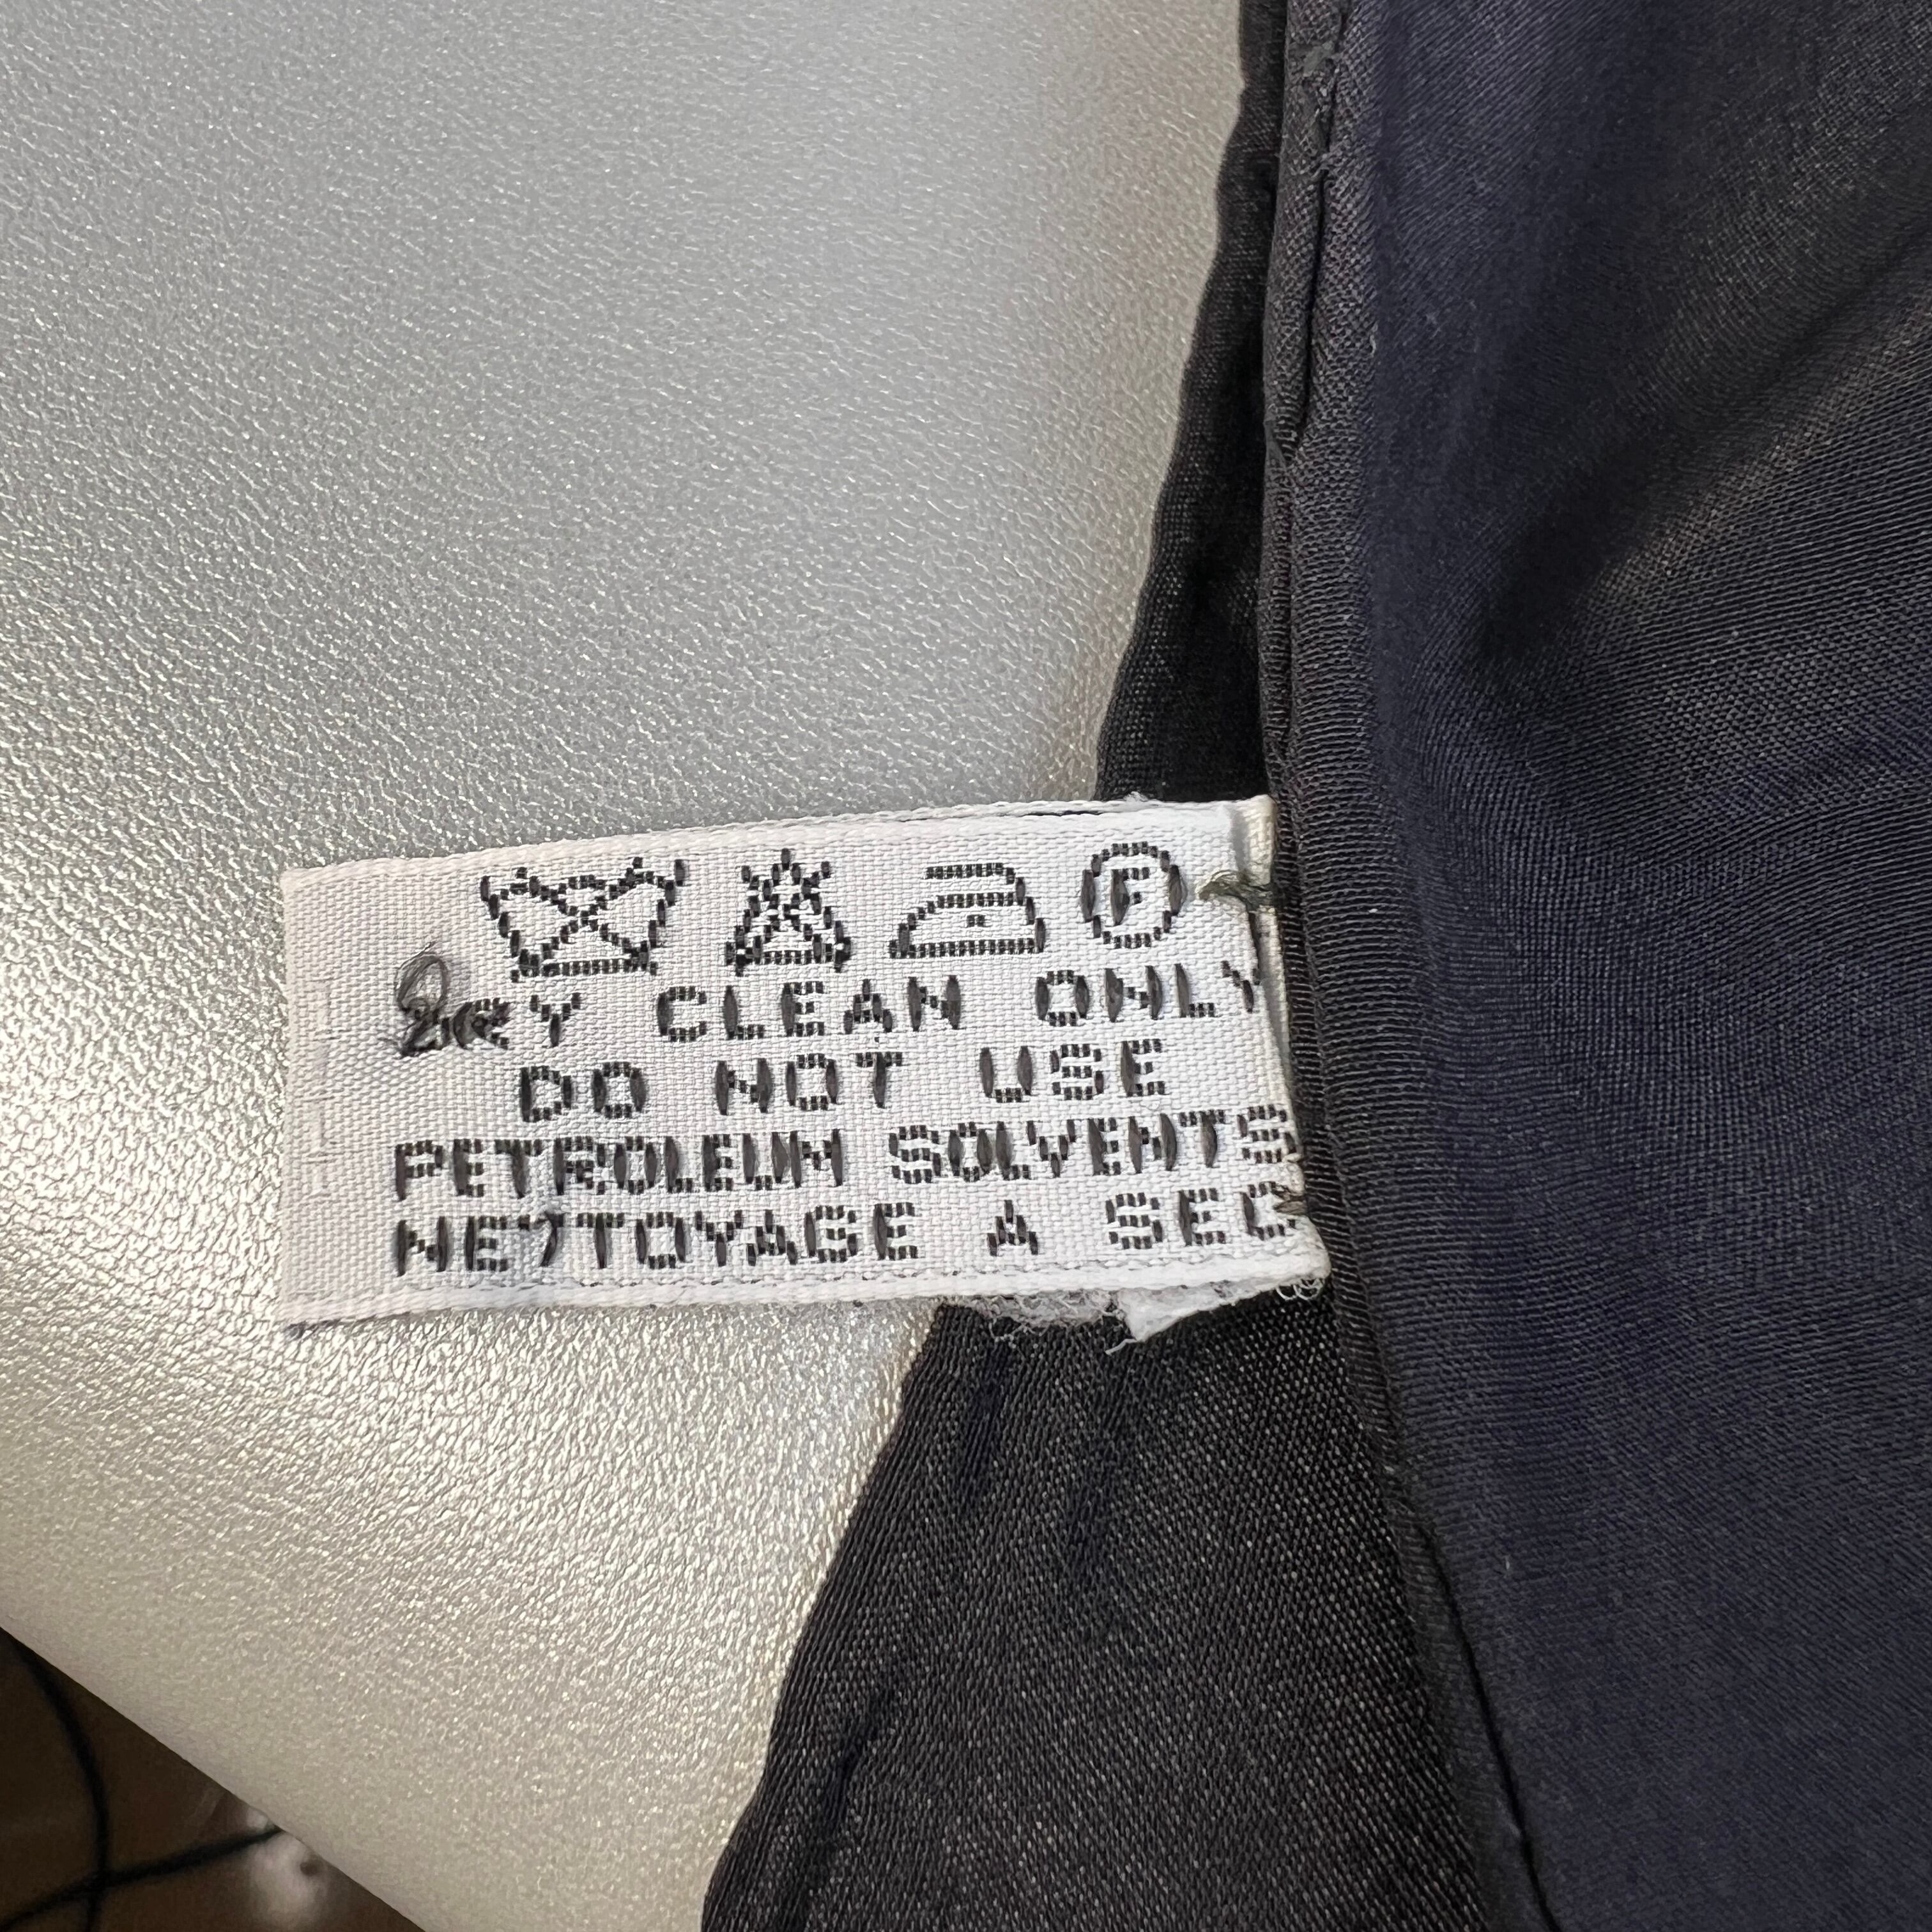 F
DRY CLEAN ONLY
DO NOT USE
PETROLEUM SOLVENTS
NETTOYAGE A SEC